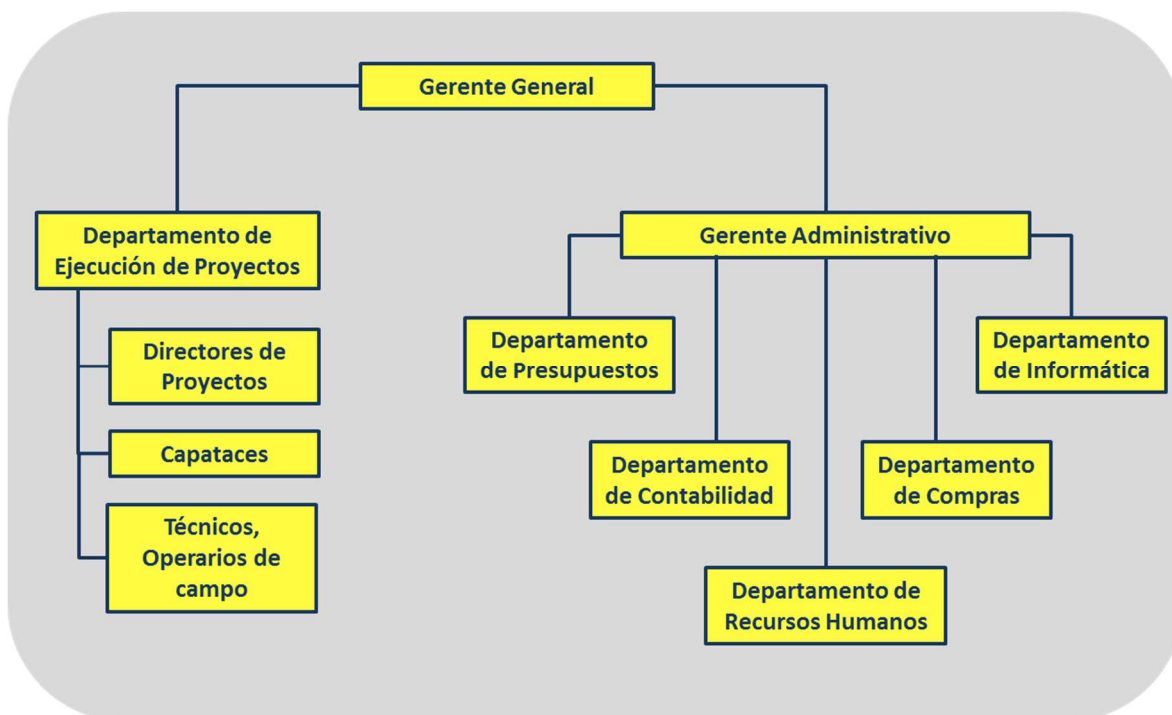 Gerente General
Departamento de
Ejecución de Proyectos
Gerente Administrativo
Directores de
Proyectos
Capataces
Técnicos,
Operarios de
campo
Departamento
de Presupuestos
Departamento
de Informática
Departamento
de Contabilidad
Departamento
de Compras
Departamento de
Recursos Humanos